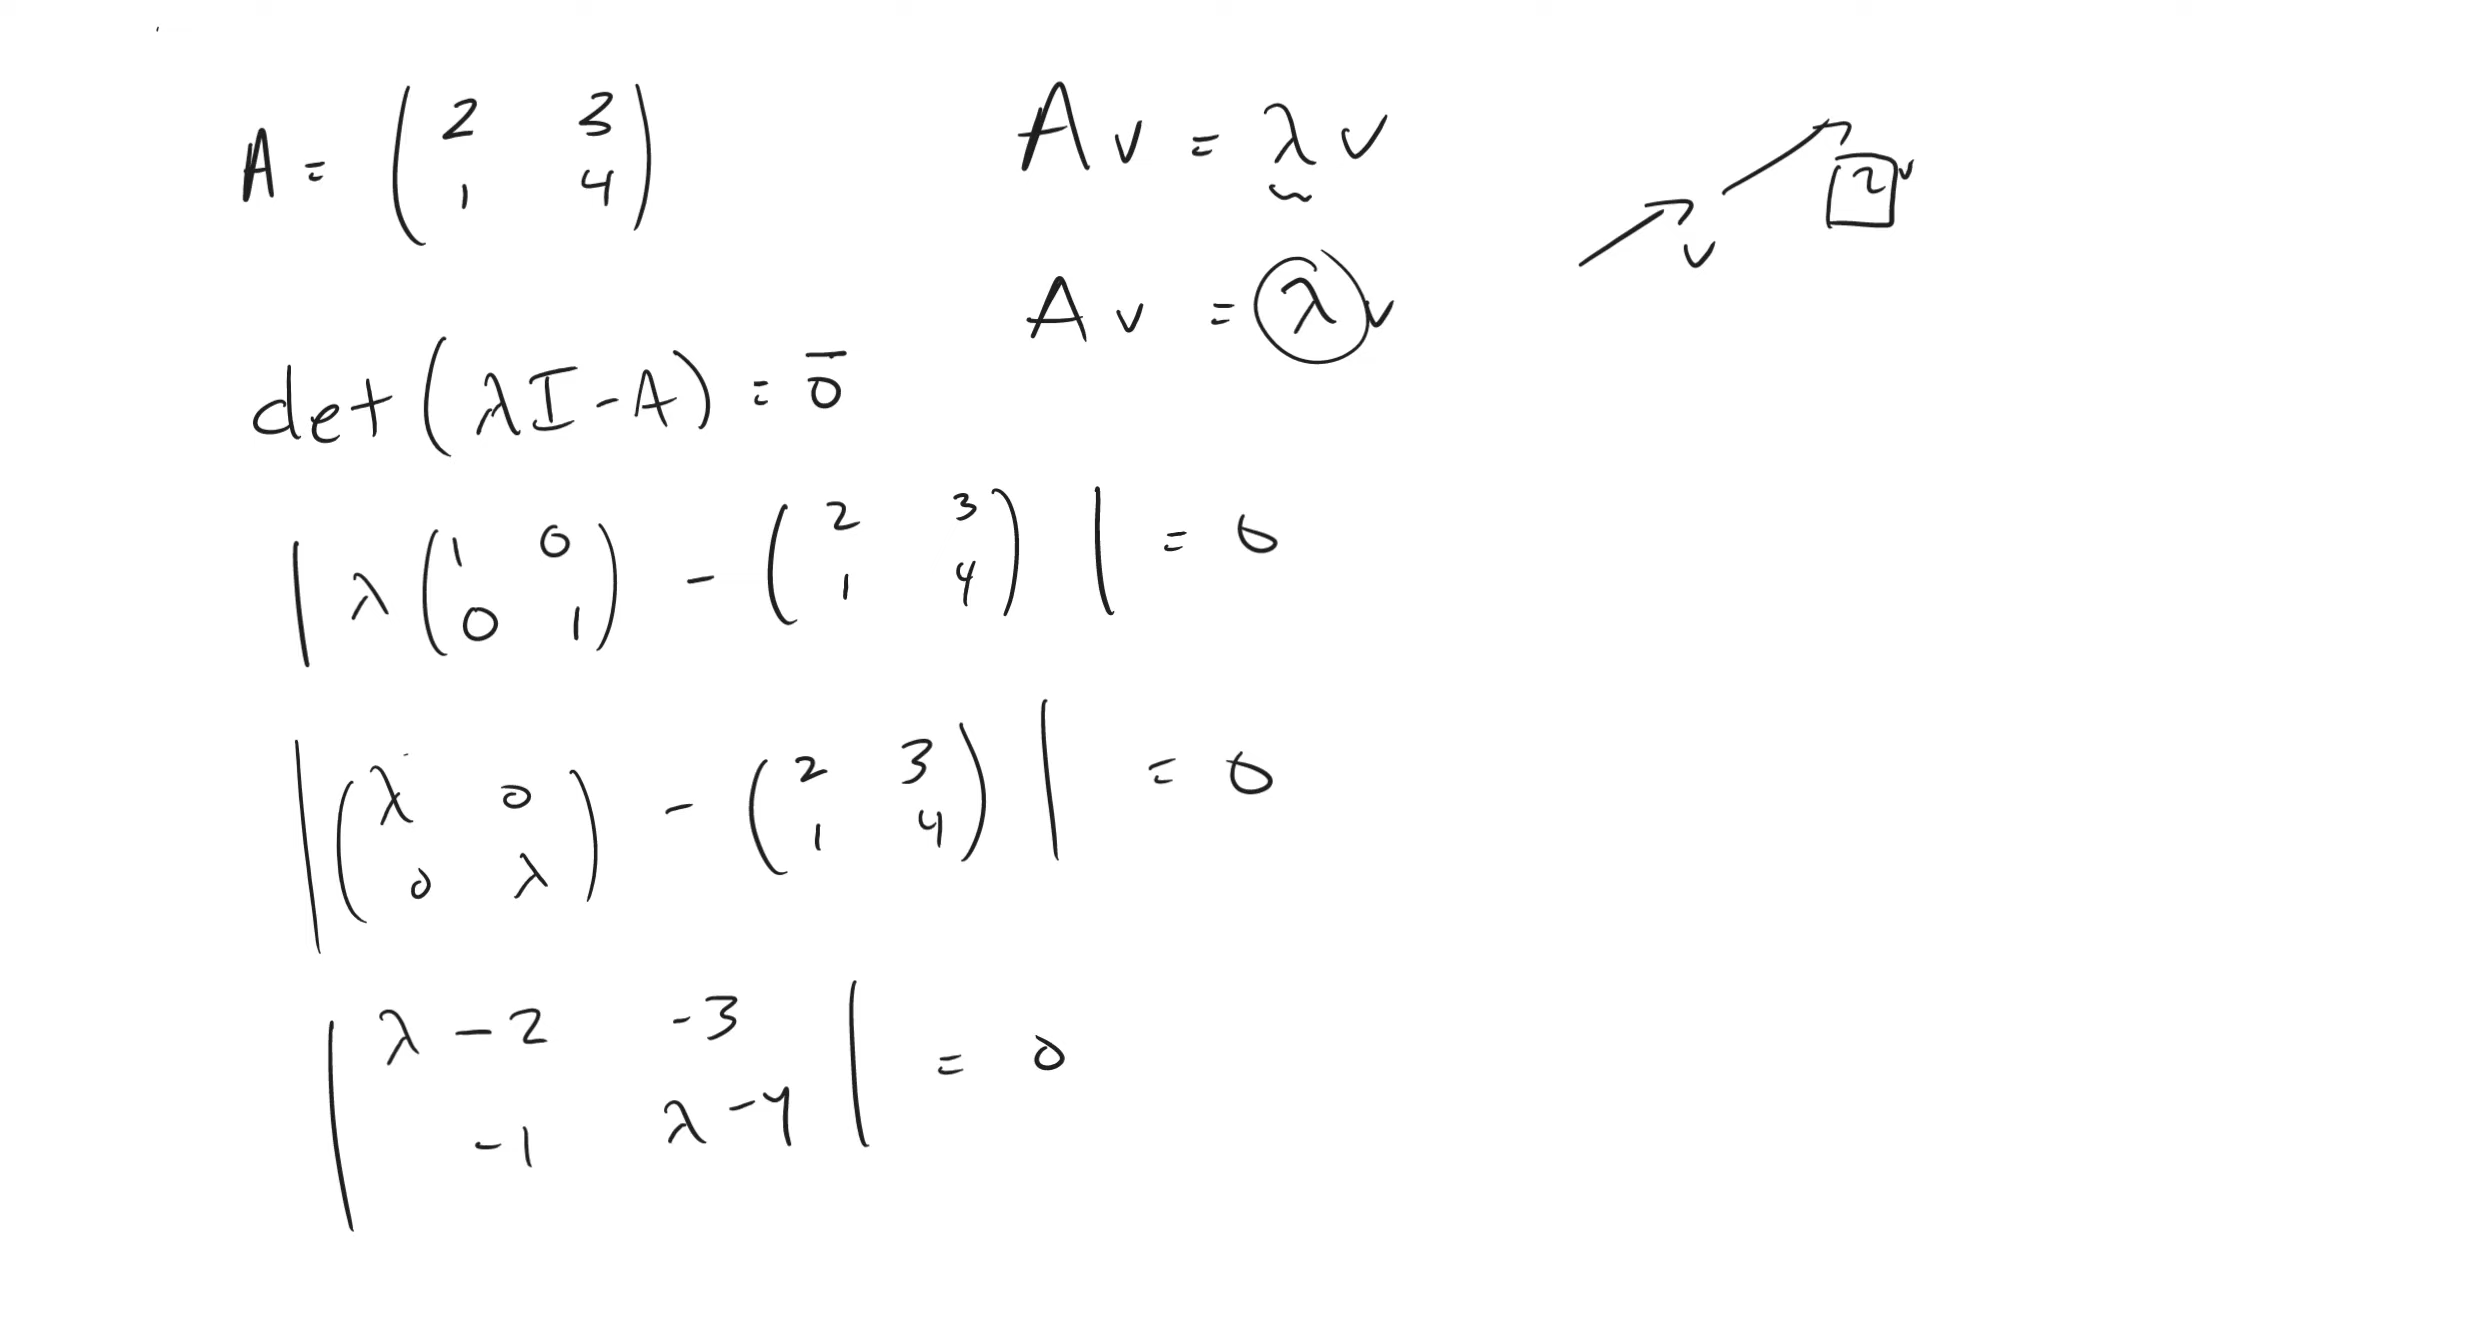 A = ( 2 3
1 4 )
Av = λv
v
2v
Av = λv
det(λI - A) = 0̅
| λ ( 1 0
0 1 ) - ( 2 3
1 4 ) | = 0
| ( λ 0
0 λ ) - ( 2 3
1 4 ) | = 0
| λ - 2 -3
-1 λ - 4 | = 0